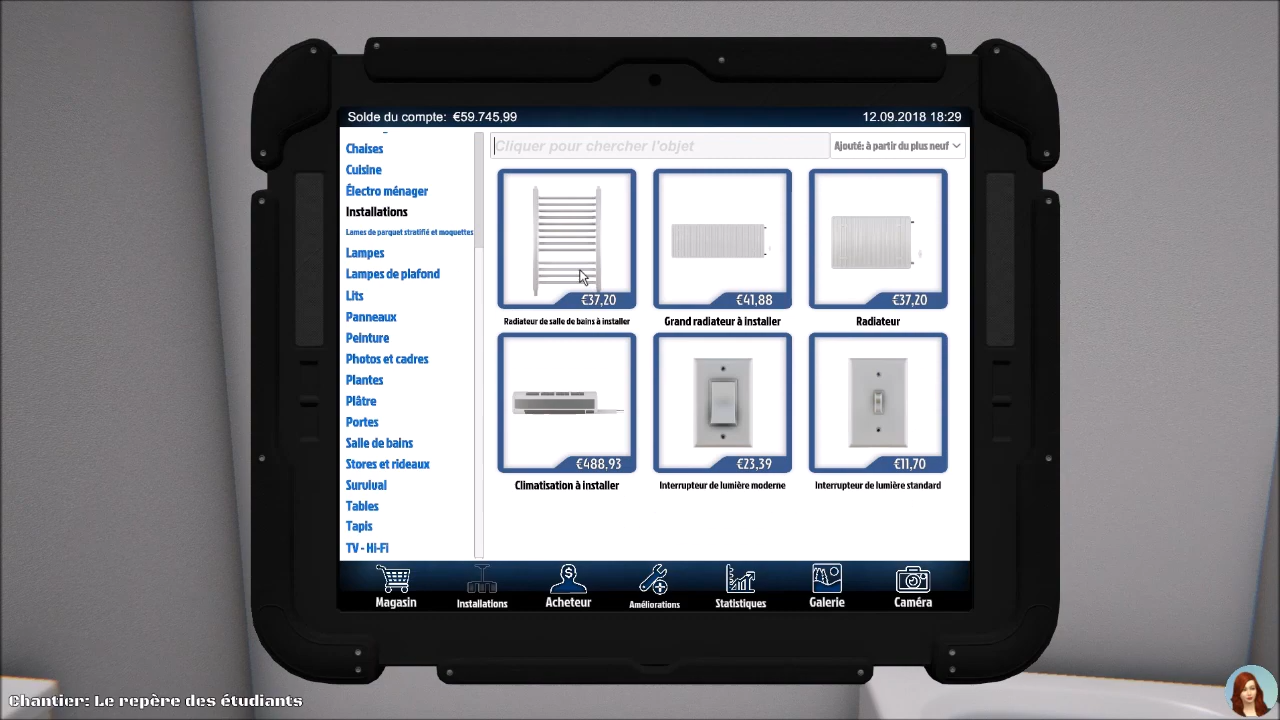 Solde du compte: €59.745,99
12.09.2018 18:29
Chaises
Cuisine
Électro ménager
Installations
Lames de parquet stratifié et moquettes
Lampes
Lampes de plafond
Lits
Panneaux
Peinture
Photos et cadres
Plantes
Plâtre
Portes
Salle de bains
Stores et rideaux
Survival
Tables
Tapis
TV - HI-FI
Cliquer pour chercher l'objet
Ajouté: à partir du plus neuf
€37,20
€41,88
€37,20
Radiateur de salle de bains à installer
Grand radiateur à installer
Radiateur
€488,93
€23,39
€11,70
Climatisation à installer
Interrupteur de lumière moderne
Interrupteur de lumière standard
Magasin
Installations
Acheteur
Améliorations
Statistiques
Galerie
Caméra
Chantier: Le repère des étudiants